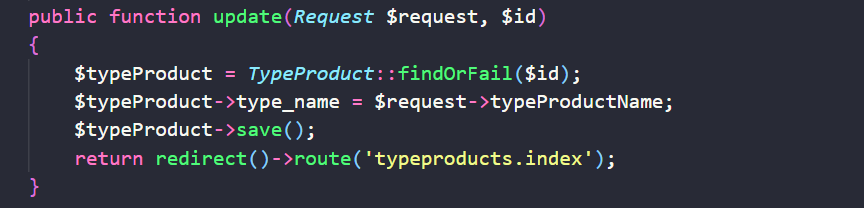 public function update(Request $request, $id)
{
    $typeProduct = TypeProduct::findOrFail($id);
    $typeProduct->type_name = $request->typeProductName;
    $typeProduct->save();
    return redirect()->route('typeproducts.index');
}